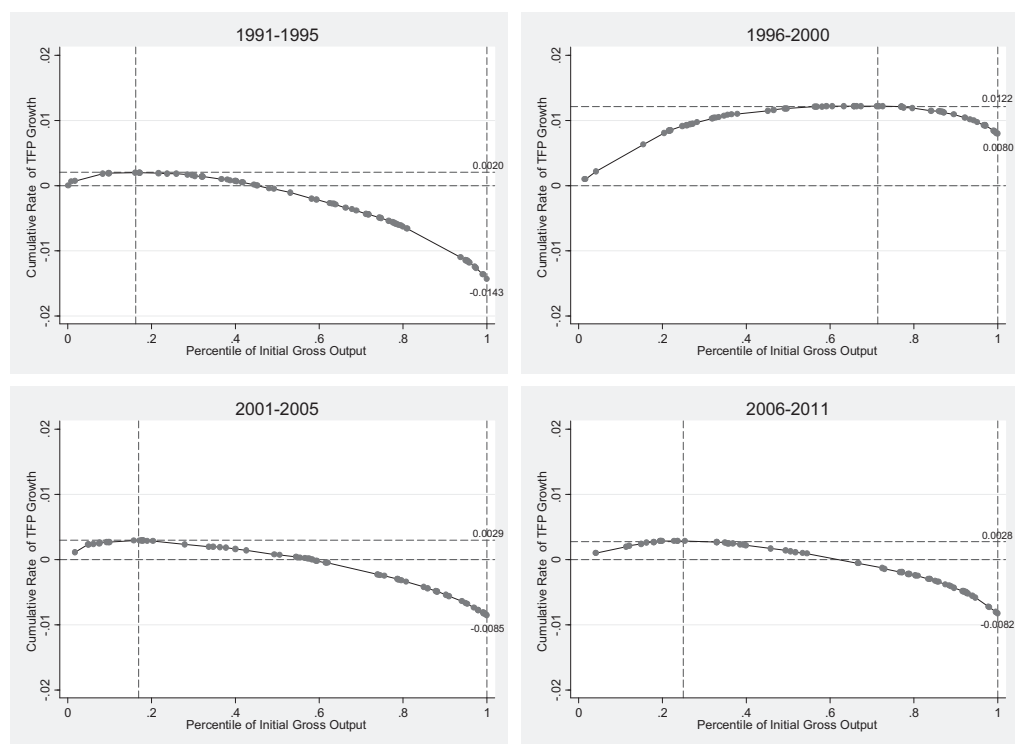 1991-1995
Cumulative Rate of TFP Growth
.02
.01
0
-.01
-.02
0.0020
-0.0143
0 .2 .4 .6 .8 1
Percentile of Initial Gross Output
1996-2000
Cumulative Rate of TFP Growth
.02
.01
0
-.01
-.02
0.0122
0.0080
0 .2 .4 .6 .8 1
Percentile of Initial Gross Output
2001-2005
Cumulative Rate of TFP Growth
.02
.01
0
-.01
-.02
0.0029
-0.0085
0 .2 .4 .6 .8 1
Percentile of Initial Gross Output
2006-2011
Cumulative Rate of TFP Growth
.02
.01
0
-.01
-.02
0.0028
-0.0082
0 .2 .4 .6 .8 1
Percentile of Initial Gross Output